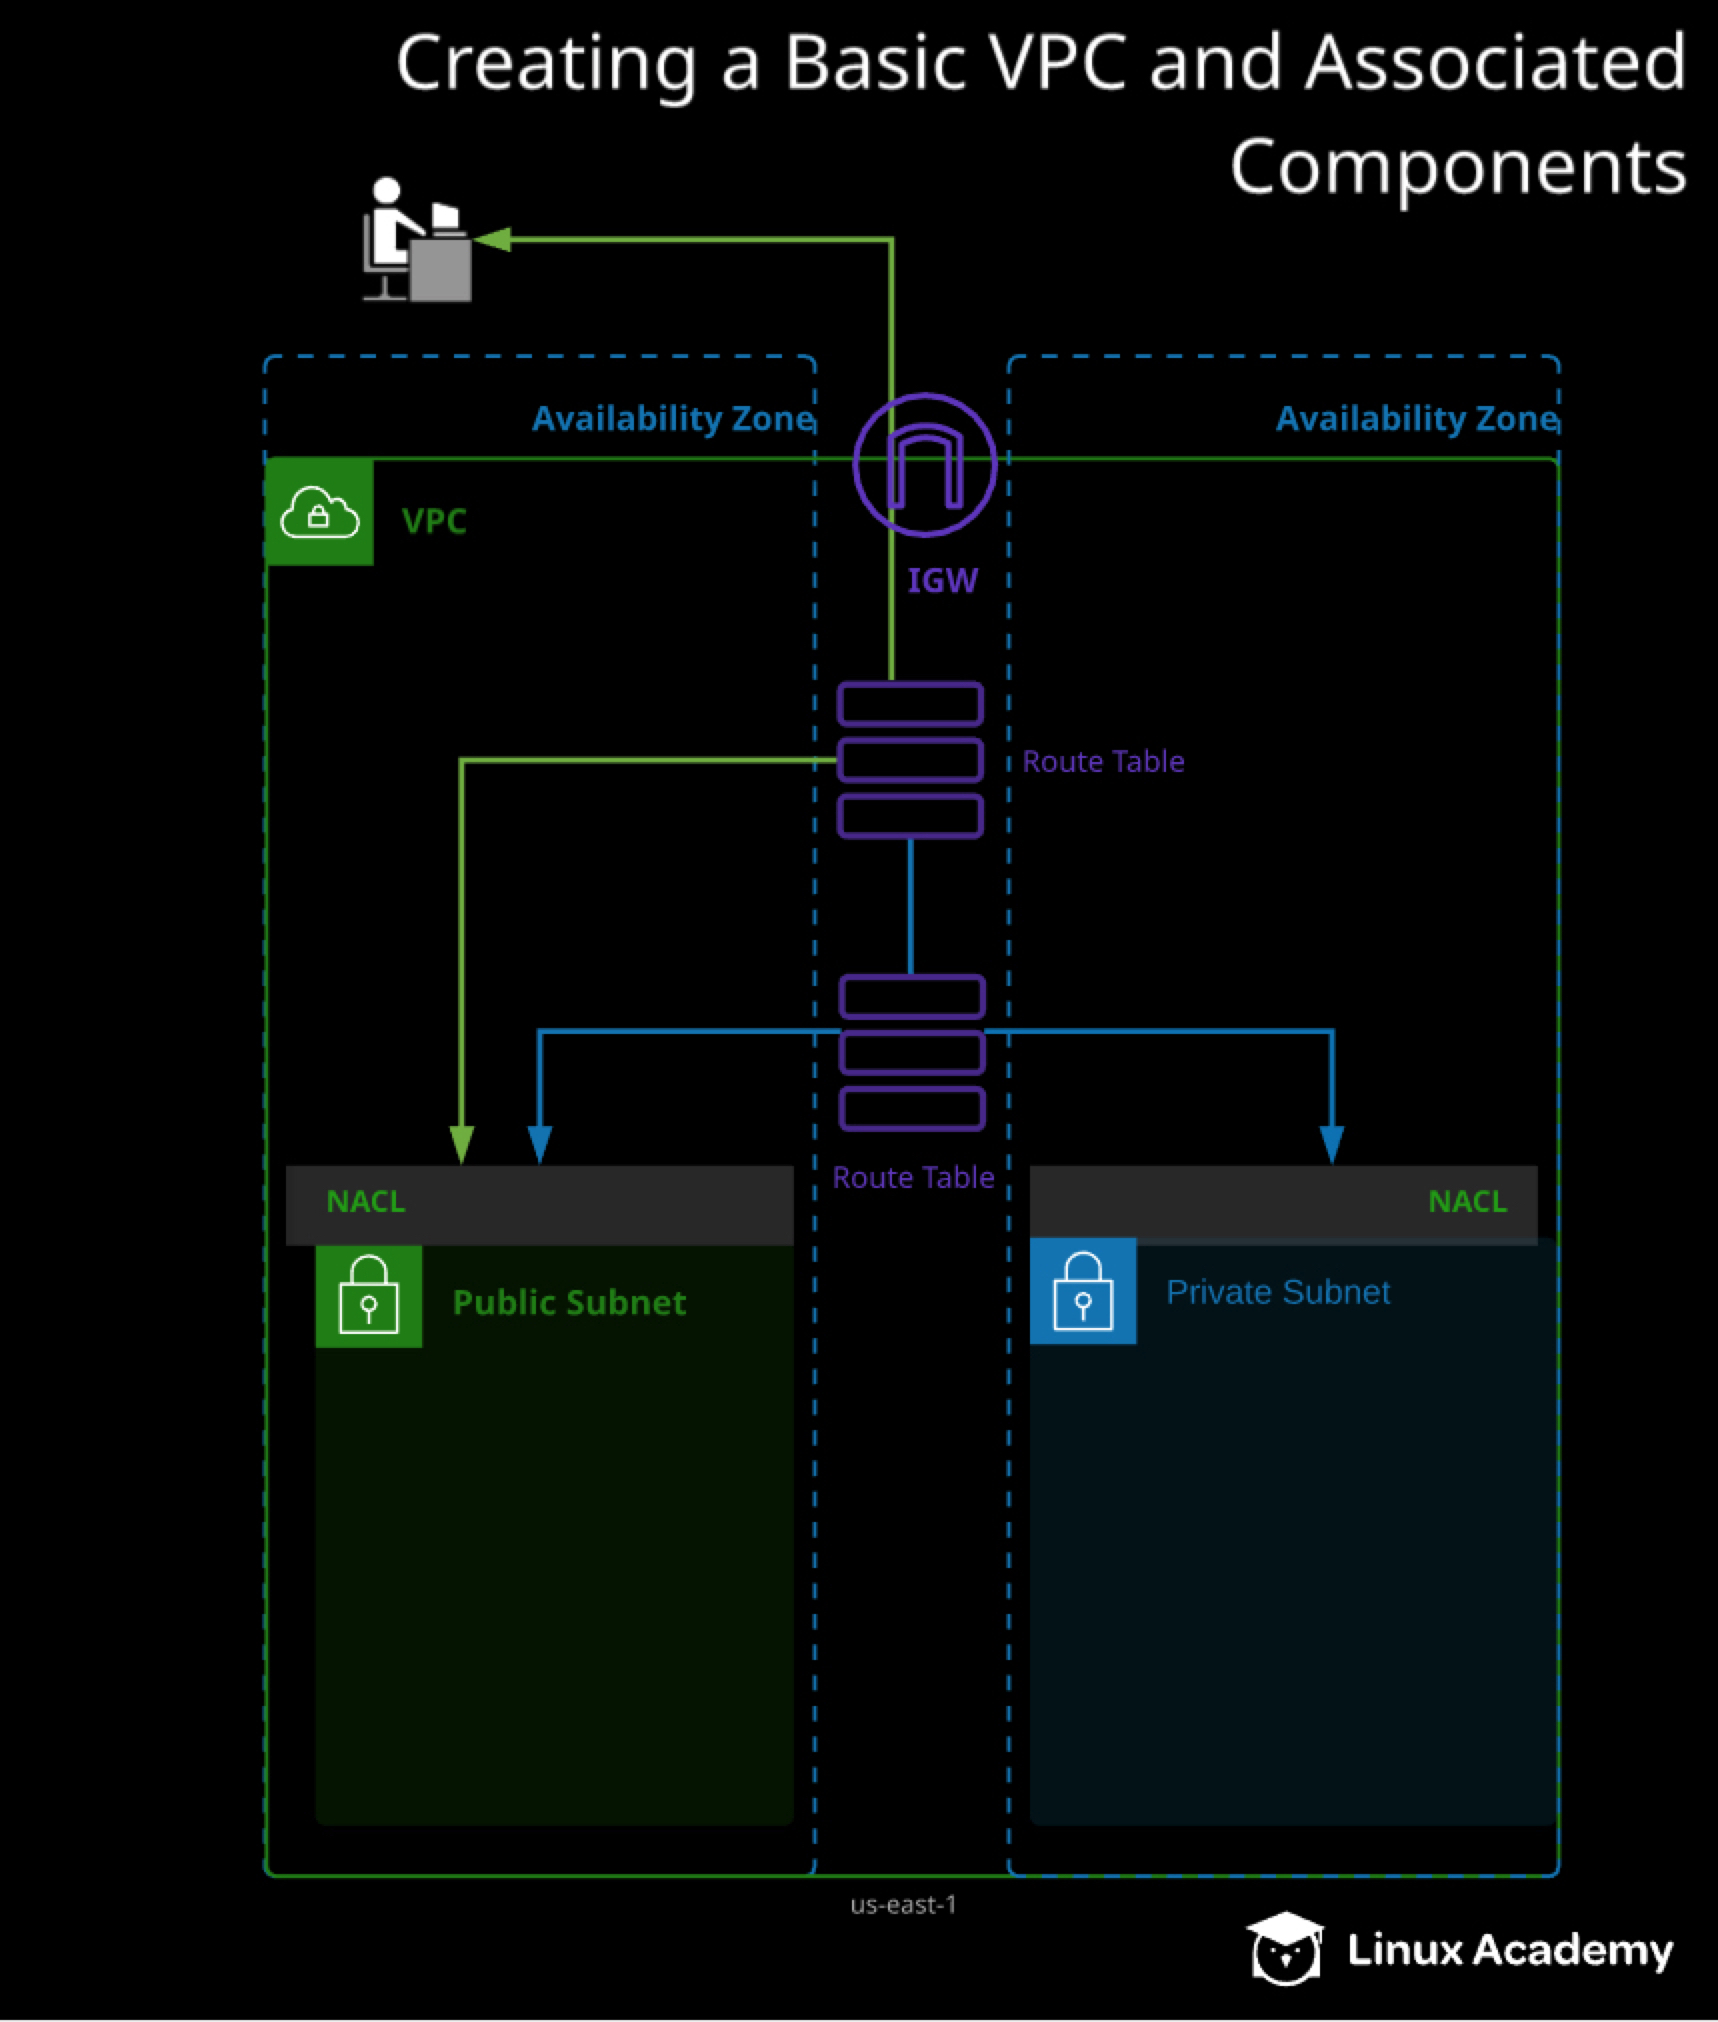 Creating a Basic VPC and Associated
Components
Availability Zone
Availability Zone
VPC
IGW
Route Table
Route Table
NACL
NACL
Public Subnet
Private Subnet
us-east-1
Linux Academy